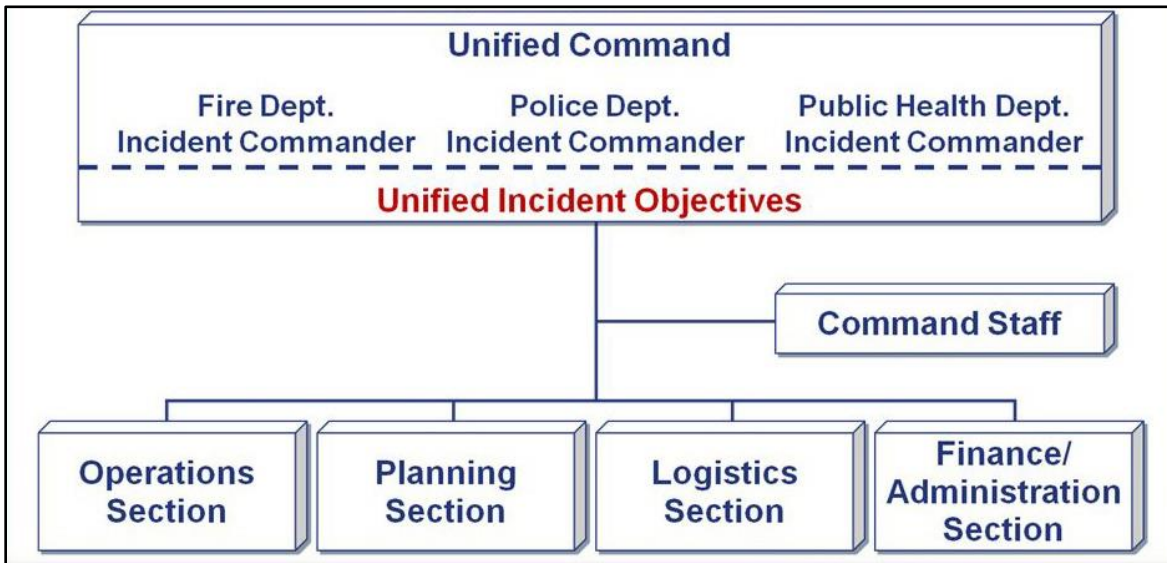 Unified Command
Fire Dept.
Incident Commander
Police Dept.
Incident Commander
Public Health Dept.
Incident Commander
Unified Incident Objectives
Command Staff
Operations
Section
Planning
Section
Logistics
Section
Finance/
Administration
Section